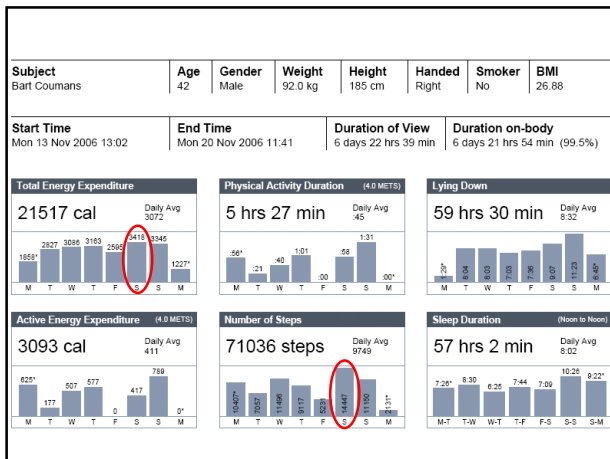 Subject Age Gender Weight Height Handed Smoker BMI
Bart Coumans 42 Male 92.0 kg 185 cm Right No 26.88
Start Time End Time Duration of View Duration on-body
Mon 13 Nov 2006 13:02 Mon 20 Nov 2006 11:41 6 days 22 hrs 39 min 6 days 21 hrs 54 min (99.5%)
Total Energy Expenditure
21517 cal Daily Avg
3072
1858* 2827 3086 3163 2595 3418 3346 1227*
M T W T F S S M
Physical Activity Duration (4.0 METS)
5 hrs 27 min Daily Avg
:45
:56* :21 :40 1:01 :00 :58 1:31 :00*
M T W T F S S M
Lying Down
59 hrs 30 min Daily Avg
8:32
1:29* 8:04 8:03 7:03 7:36 9:07 11:23 6:45*
M T W T F S S M
Active Energy Expenditure (4.0 METS)
3093 cal Daily Avg
411
625* 177 507 577 0 417 789 0*
M T W T F S S M
Number of Steps
71036 steps Daily Avg
9749
10407* 7057 11496 9117 5231 14447 11150 2131*
M T W T F S S M
Sleep Duration (Noon to Noon)
57 hrs 2 min Daily Avg
8:02
7:26* 8:30 6:25 7:44 7:09 10:26 9:22*
M-T T-W W-T T-F F-S S-S S-M